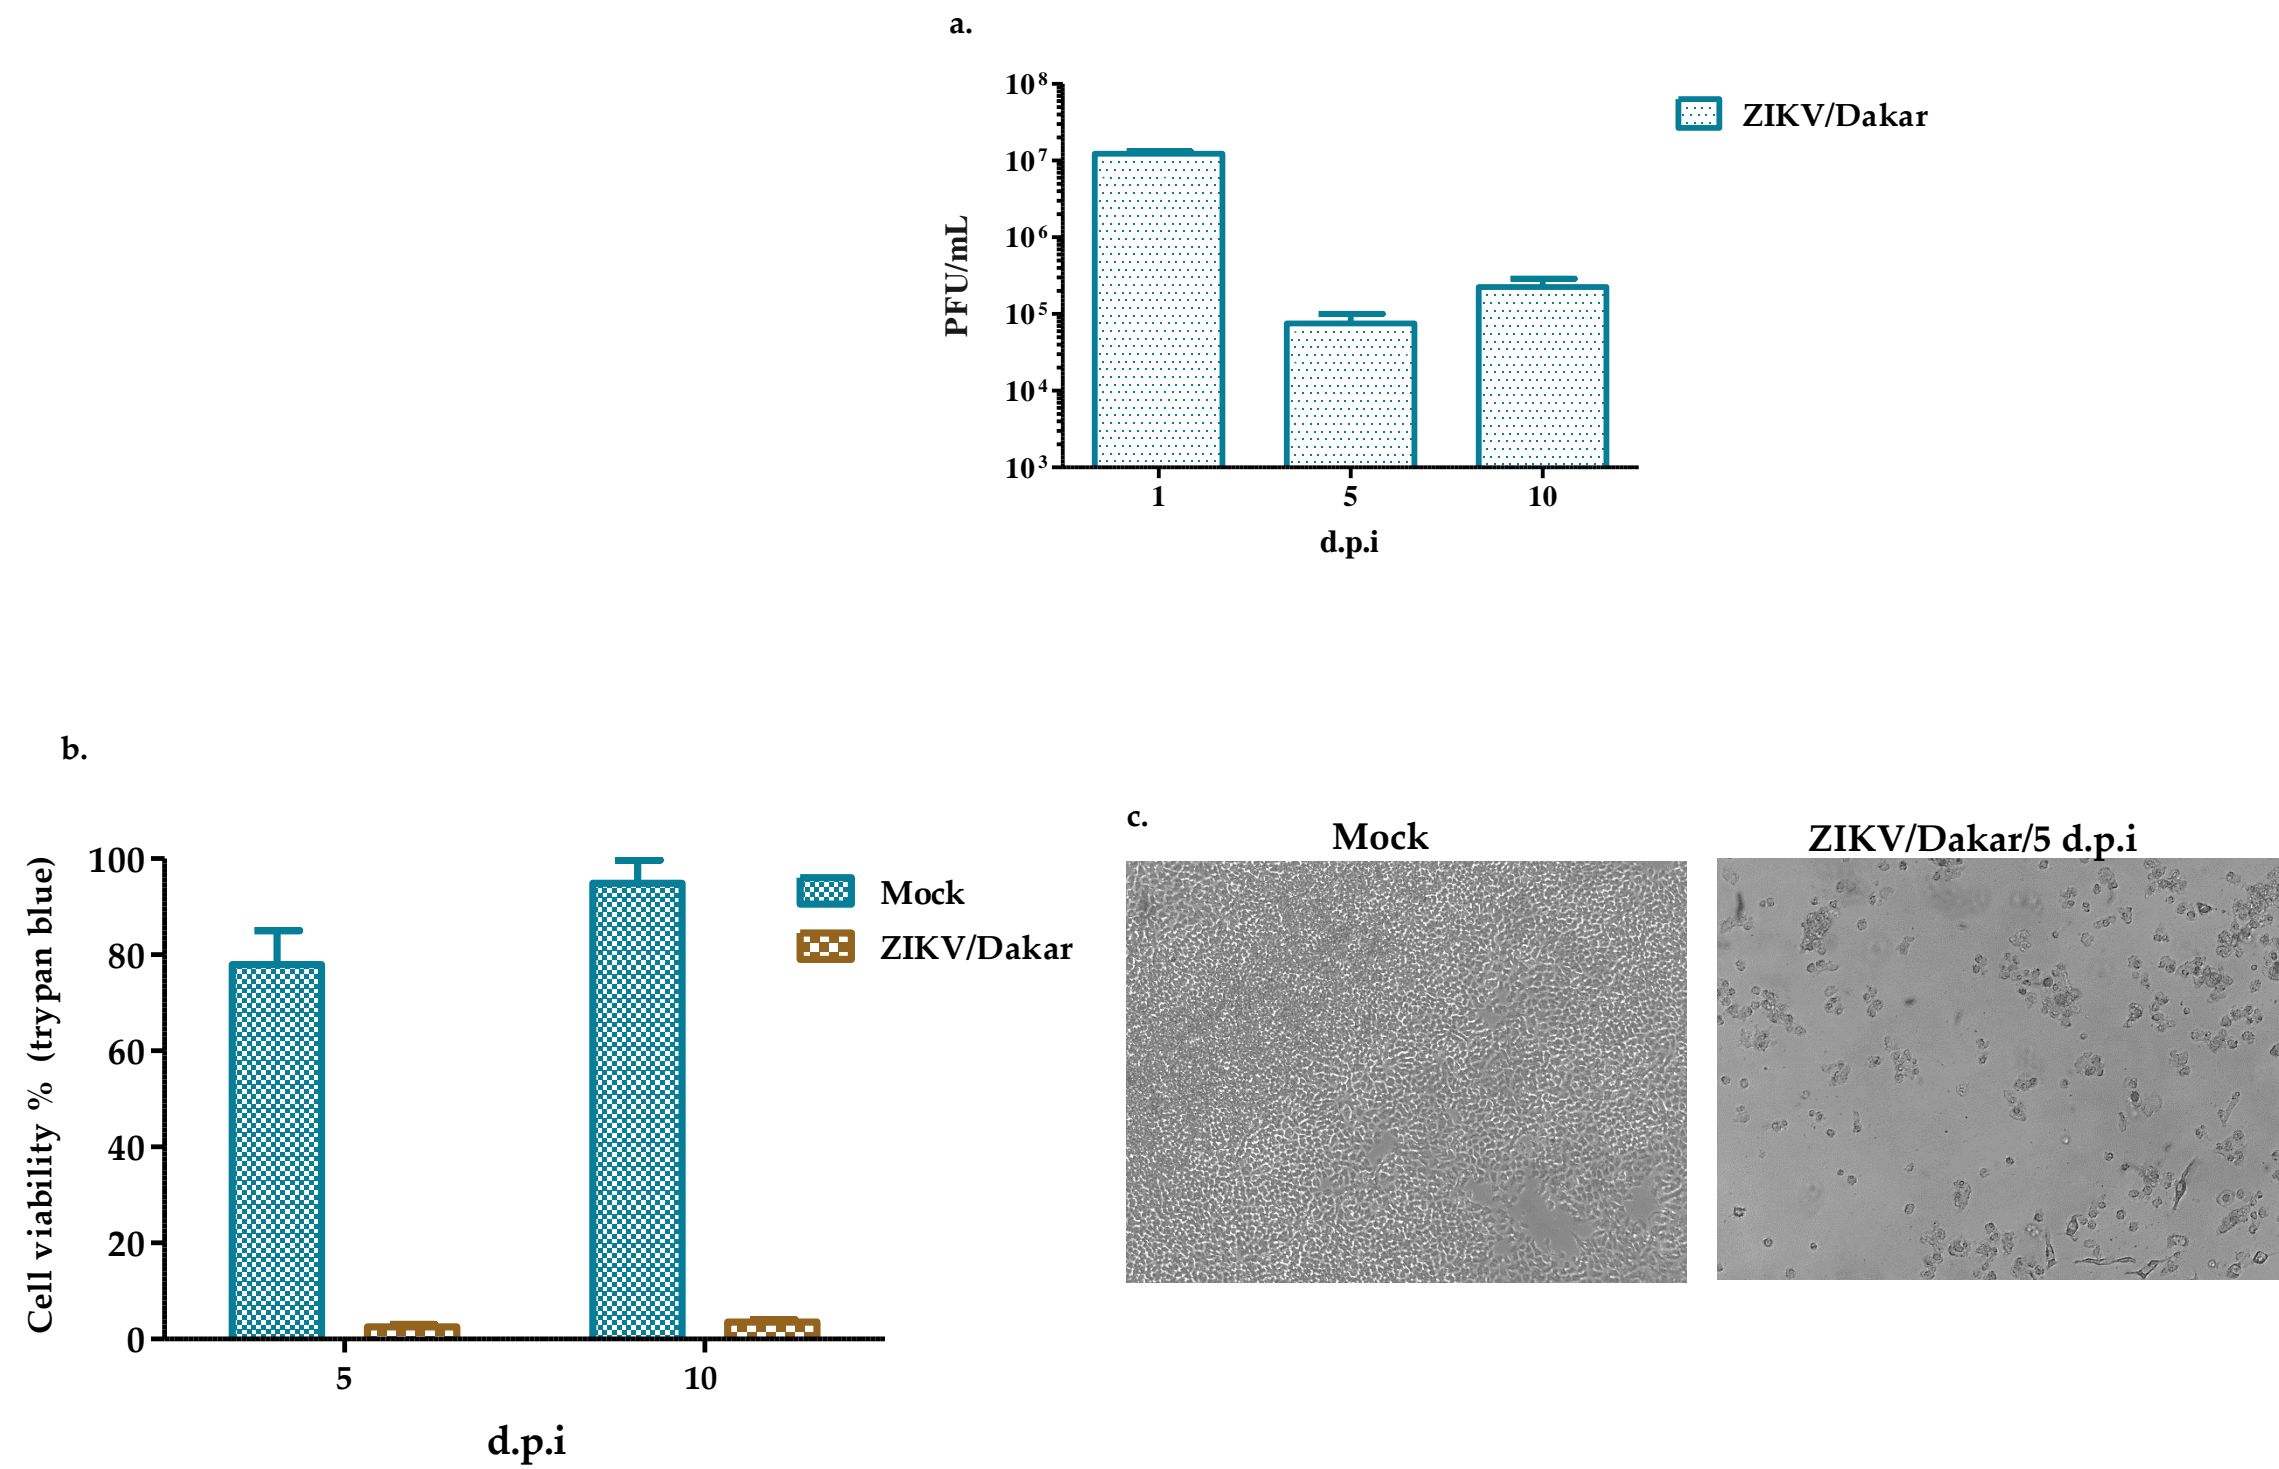 a.
10⁸
10⁷
10⁶
10⁵
10⁴
10³
PFU/mL
1 5 10
d.p.i
ZIKV/Dakar
b.
Cell viability % (trypan blue)
100
80
60
40
20
0
5 10
d.p.i
Mock
ZIKV/Dakar
c.
Mock
ZIKV/Dakar/5 d.p.i